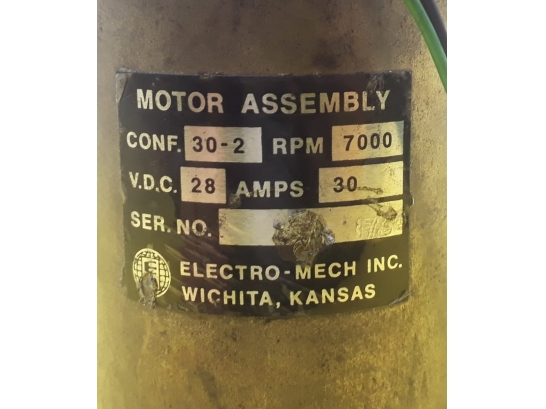 MOTOR ASSEMBLY
CONF. 30-2 RPM 7000
V.D.C. 28 AMPS 30
SER. NO.
ELECTRO-MECH INC.
WICHITA, KANSAS